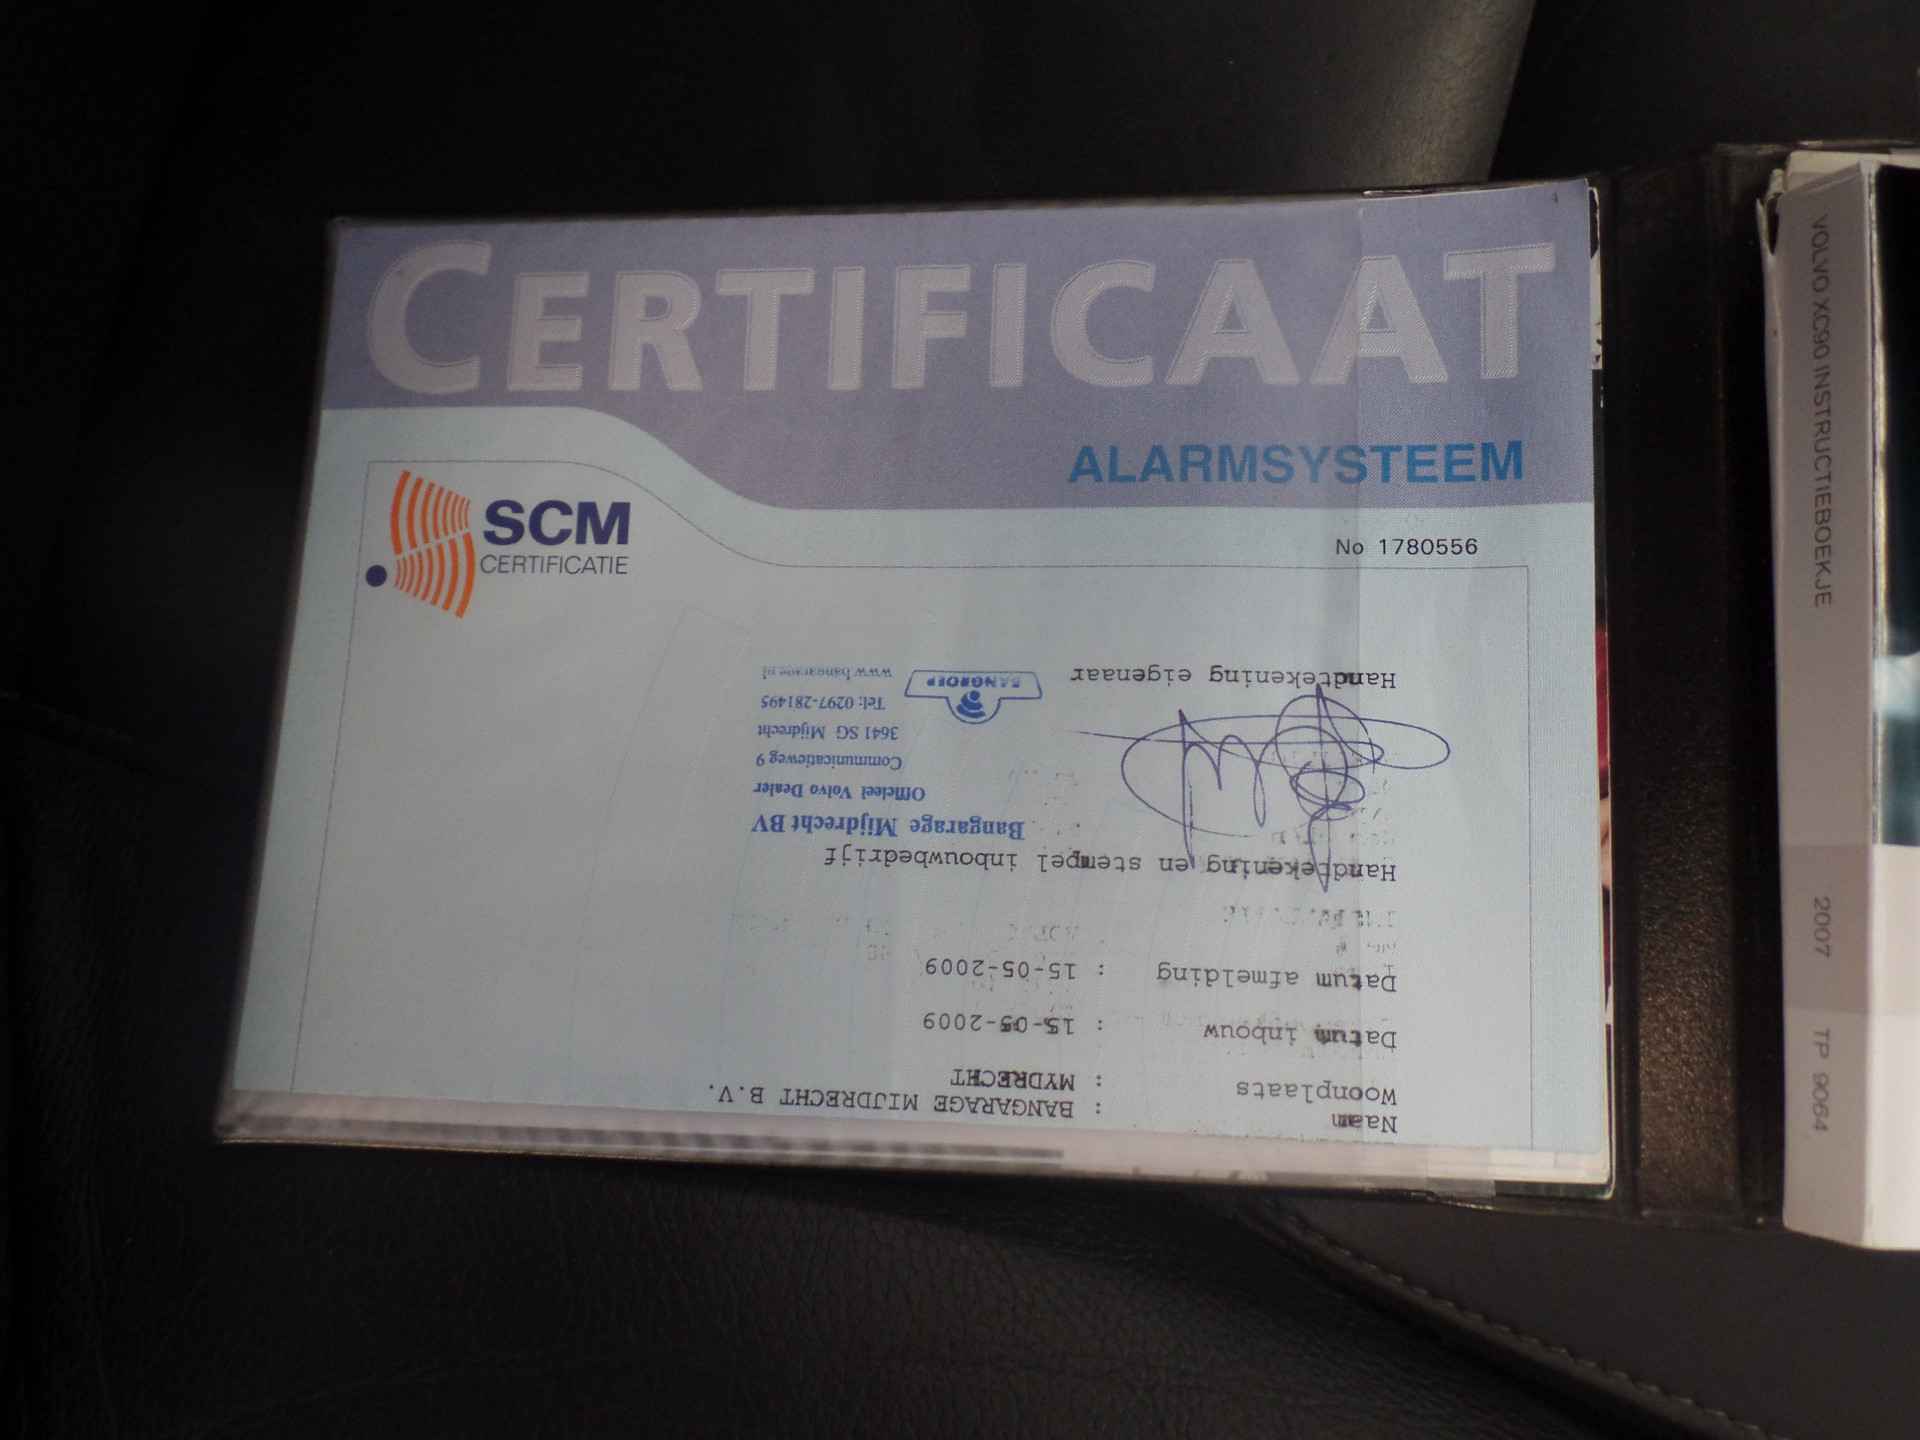 CERTIFICAAT
ALARMSYSTEEM
SCM
CERTIFICATIE
No 1780556
Naam : BANGARAGE MIJDRECHT B.V.
Woonplaats : MYDRECHT
Datum inbouw : 15-05-2009
Datum afmelding : 15-05-2009
Handtekening en stempel inbouwbedrijf
Bangarage Mijdrecht BV
Officieel Volvo Dealer
Communicatieweg 9
3641 SG Mijdrecht
Tel: 0297-281495
www.bangarage.nl
BANGROEP
Handtekening eigenaar
VOLVO XC90 INSTRUCTIEBOEKJE 2007 TP 9064